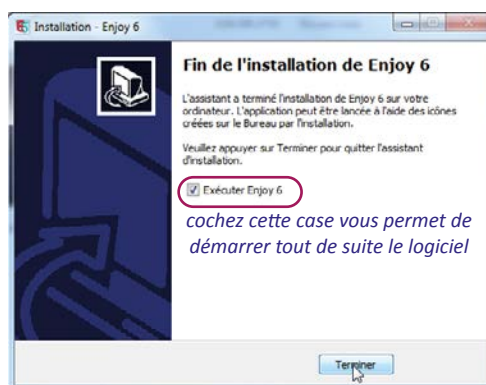 Installation - Enjoy 6
Fin de l'installation de Enjoy 6
L'assistant a terminé l'installation de Enjoy 6 sur votre
ordinateur. L'application peut être lancée à l'aide des icônes
créées sur le Bureau par l'installation.
Veuillez appuyer sur Terminer pour quitter l'assistant
d'installation.
Exécuter Enjoy 6
cochez cette case vous permet de
démarrer tout de suite le logiciel
Terminer